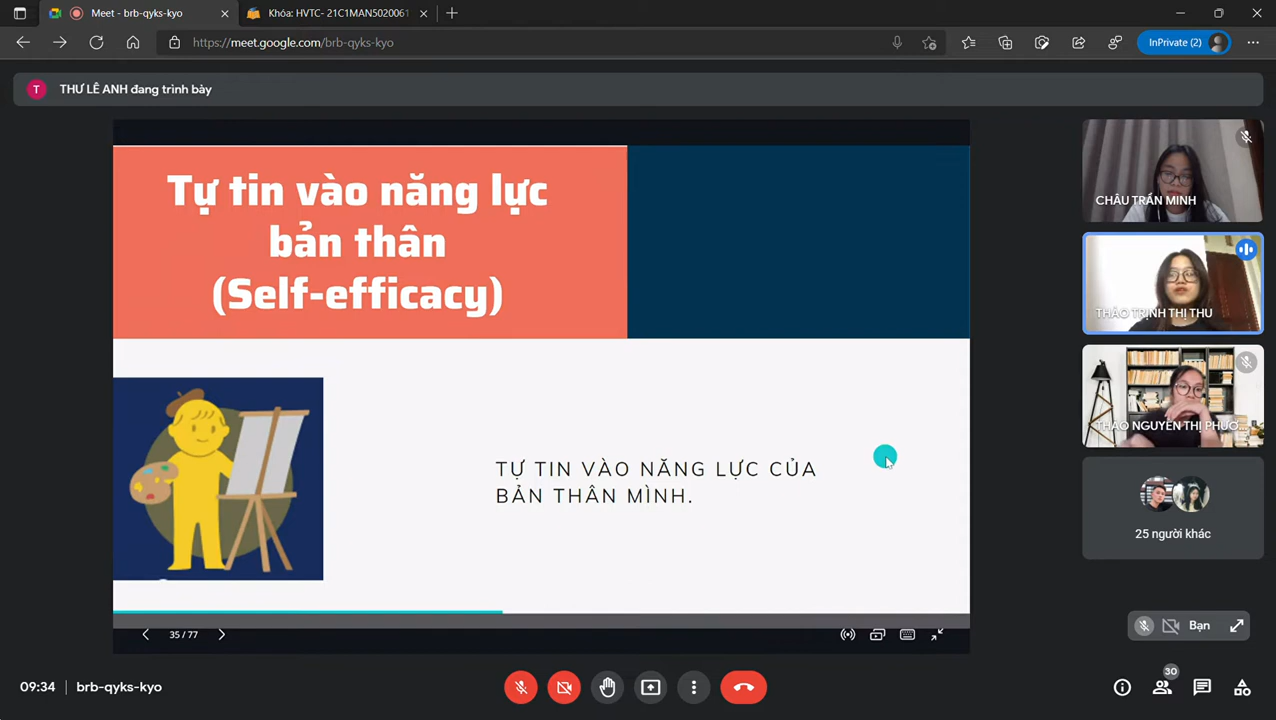 Meet - brb-qyks-kyo
Khóa: HVTC- 21C1MAN5020061
https://meet.google.com/brb-qyks-kyo
InPrivate (2)
T
THƯ LÊ ANH đang trình bày
Tự tin vào năng lực
bản thân
(Self-efficacy)
TỰ TIN VÀO NĂNG LỰC CỦA
BẢN THÂN MÌNH.
35 / 77
CHÂU TRẦN MINH
THẢO TRỊNH THỊ THU
THẢO NGUYỄN THỊ PHƯƠ...
25 người khác
Bạn
09:34
brb-qyks-kyo
30